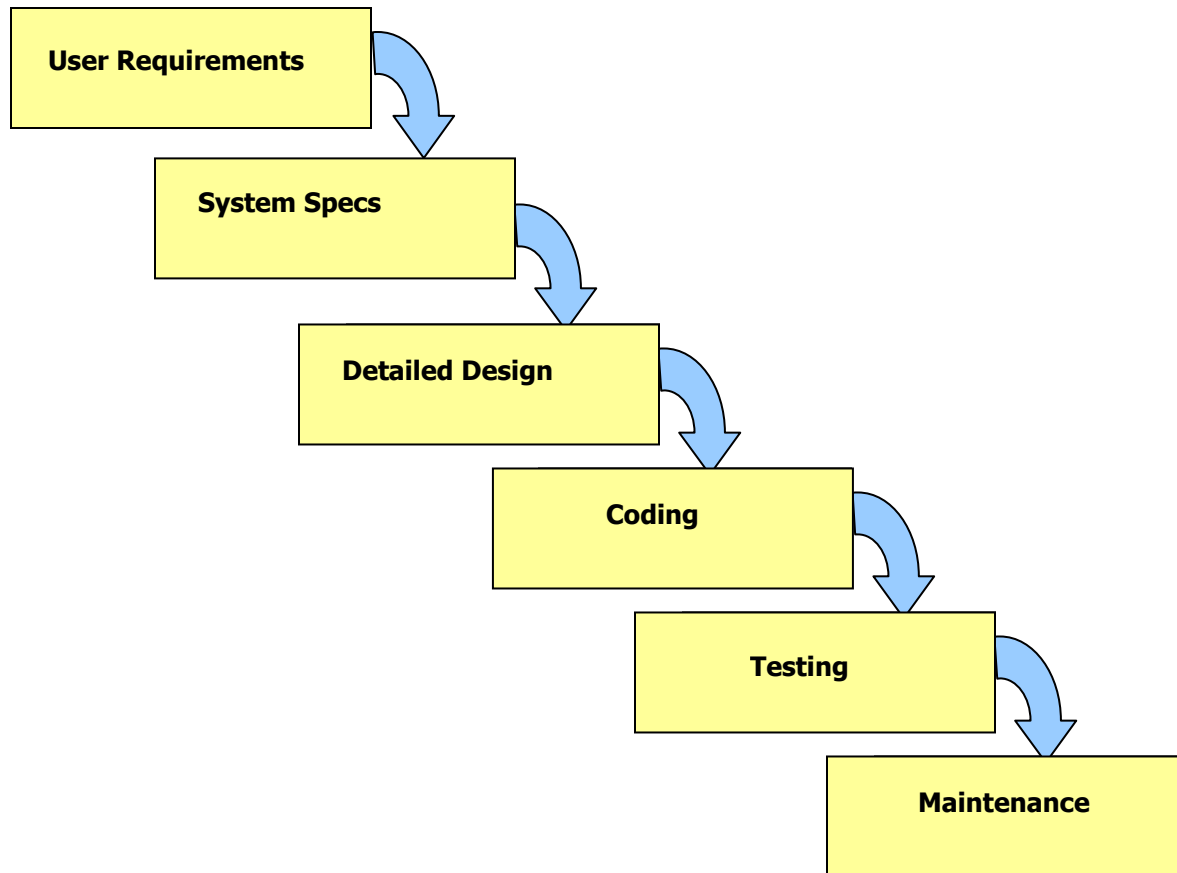 User Requirements
System Specs
Detailed Design
Coding
Testing
Maintenance